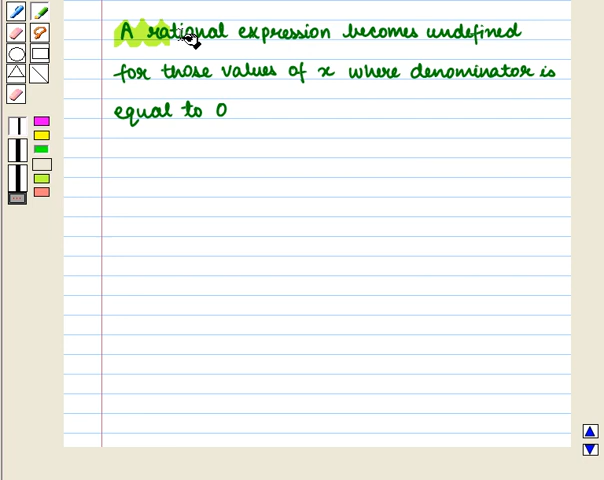 A rational expression becomes undefined
for those values of x where denominator is
equal to 0